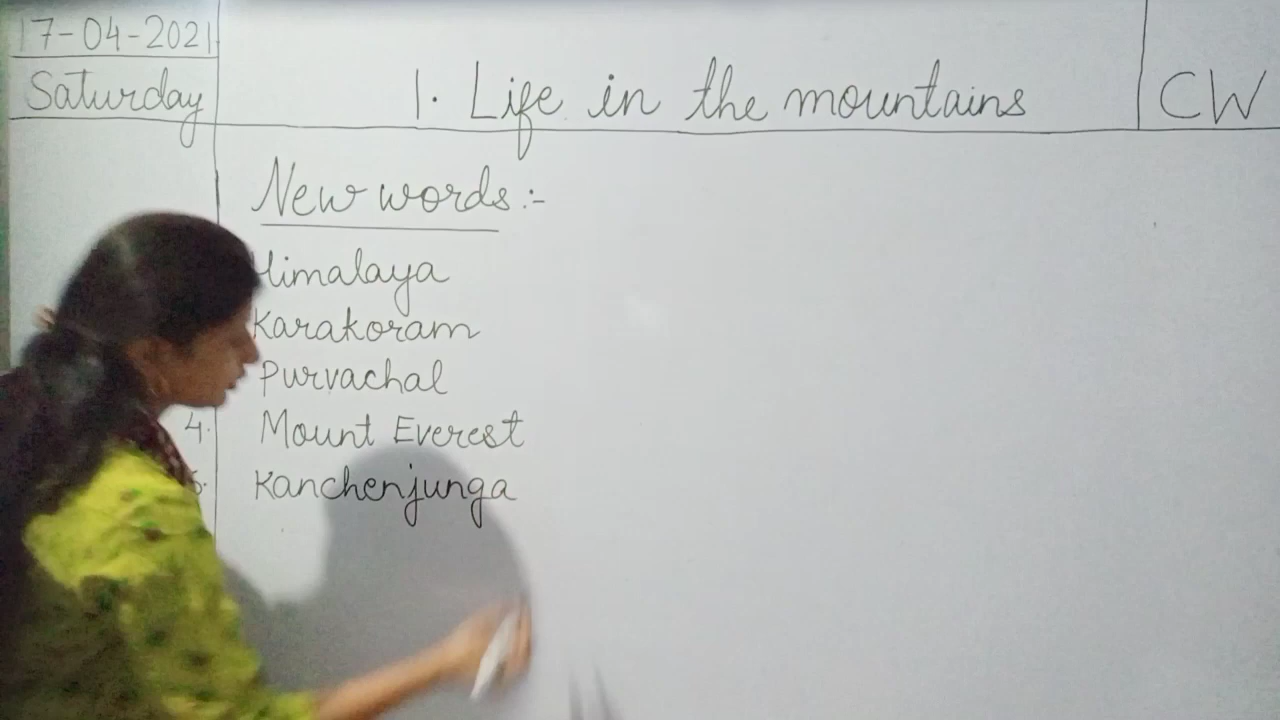 17-04-2021
Saturday
1. Life in the mountains
CW
New words :-
Himalaya
Karakoram
Purvachal
4. Mount Everest
5. Kanchenjunga